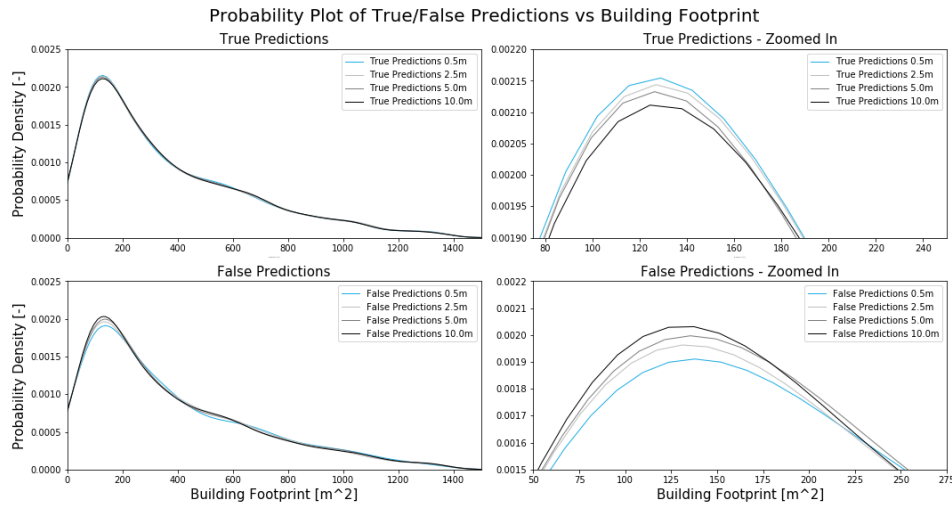 Probability Plot of True/False Predictions vs Building Footprint
True Predictions
Probability Density [-]
0.0025
0.0020
0.0015
0.0010
0.0005
0.0000
0 200 400 600 800 1000 1200 1400
True Predictions 0.5m
True Predictions 2.5m
True Predictions 5.0m
True Predictions 10.0m
True Predictions - Zoomed In
0.00220
0.00215
0.00210
0.00205
0.00200
0.00195
0.00190
80 100 120 140 160 180 200 220 240
True Predictions 0.5m
True Predictions 2.5m
True Predictions 5.0m
True Predictions 10.0m
False Predictions
Probability Density [-]
0.0025
0.0020
0.0015
0.0010
0.0005
0.0000
0 200 400 600 800 1000 1200 1400
Building Footprint [m^2]
False Predictions 0.5m
False Predictions 2.5m
False Predictions 5.0m
False Predictions 10.0m
False Predictions - Zoomed In
0.0022
0.0021
0.0020
0.0019
0.0018
0.0017
0.0016
0.0015
50 75 100 125 150 175 200 225 250 275
Building Footprint [m^2]
False Predictions 0.5m
False Predictions 2.5m
False Predictions 5.0m
False Predictions 10.0m